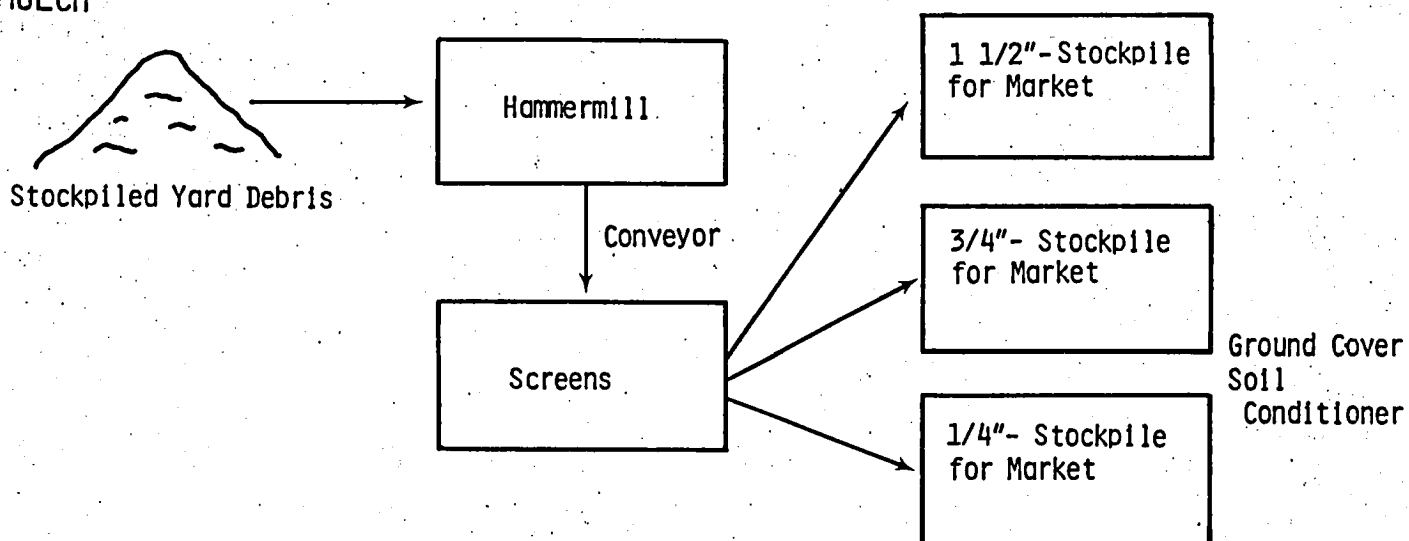 MULCH
Stockpiled Yard Debris
Hammermill
Conveyor
Screens
1 1/2"- Stockpile
for Market
3/4"- Stockpile
for Market
1/4"- Stockpile
for Market
Ground Cover
Soil
Conditioner